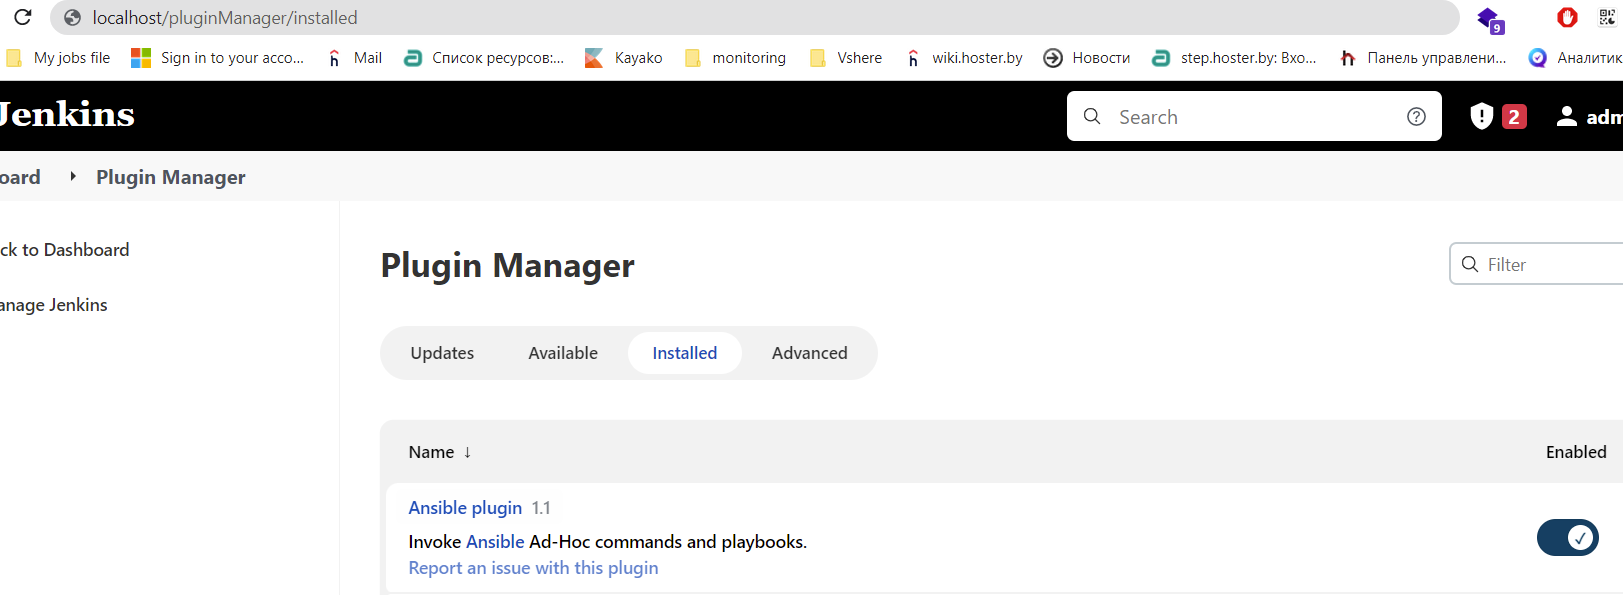 localhost/pluginManager/installed
9
My jobs file Sign in to your acco... Mail Список ресурсов:... Kayako monitoring Vshere wiki.hoster.by Новости step.hoster.by: Вхо... Панель управлени... Аналитик
Jenkins Search 2 adm
oard Plugin Manager
ck to Dashboard
anage Jenkins
Plugin Manager Filter
Updates Available Installed Advanced
Name ↓ Enabled
Ansible plugin 1.1
Invoke Ansible Ad-Hoc commands and playbooks.
Report an issue with this plugin